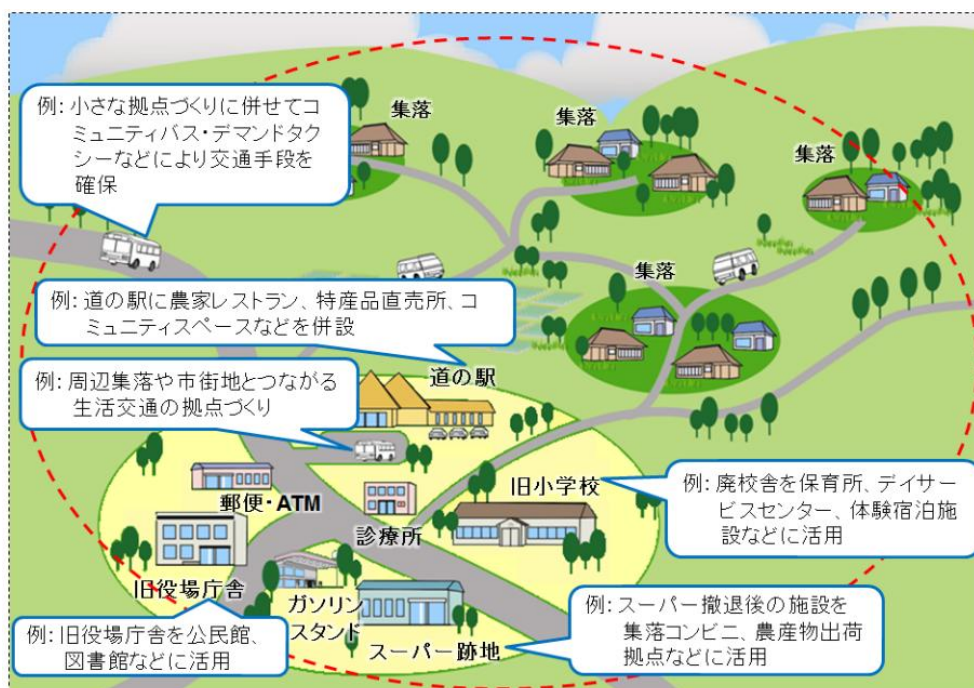 集落
集落
集落
例：小さな拠点づくりに併せてコ
ミュニティバス・デマンドタク
シーなどにより交通手段を
確保
集落
例：道の駅に農家レストラン、特産品直売所、コ
ミュニティスペースなどを併設
道の駅
例：周辺集落や市街地とつながる
生活交通の拠点づくり
旧小学校
例：廃校舎を保育所、デイサー
ビスセンター、体験宿泊施
設などに活用
郵便・ATM
診療所
旧役場庁舎
ガソリン
スタンド
スーパー跡地
例：旧役場庁舎を公民館、
図書館などに活用
例：スーパー撤退後の施設を
集落コンビニ、農産物出荷
拠点などに活用